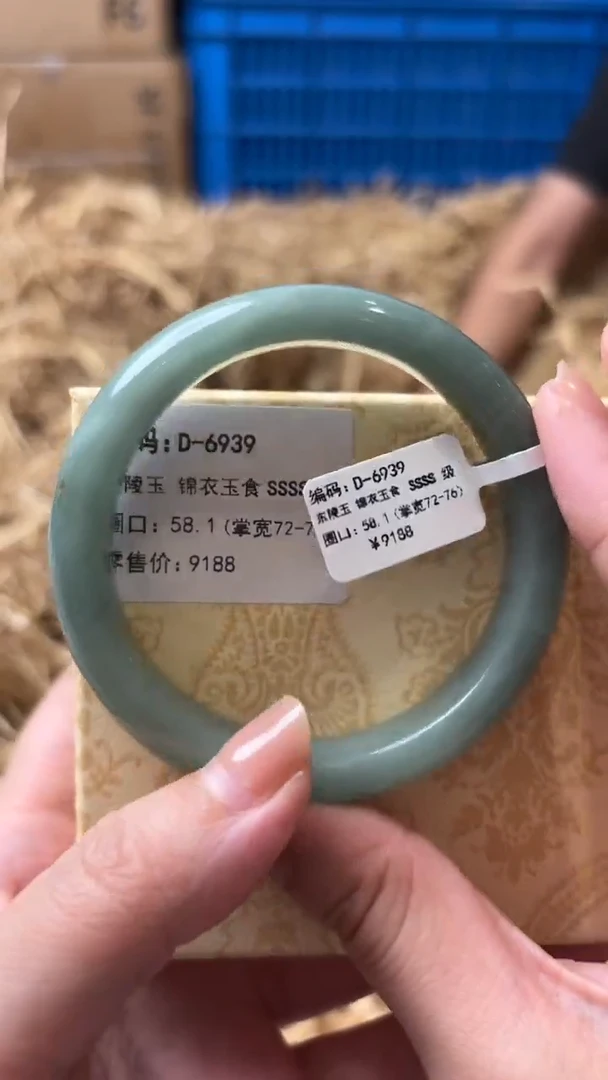 码: D-6939
陵玉 锦衣玉食 SSSS
圈口: 58.1 (掌宽72-7
零售价: 9188
编码: D-6939
东陵玉 锦衣玉食 SSSS 级
圈口: 58.1 (掌宽72-76)
￥9188